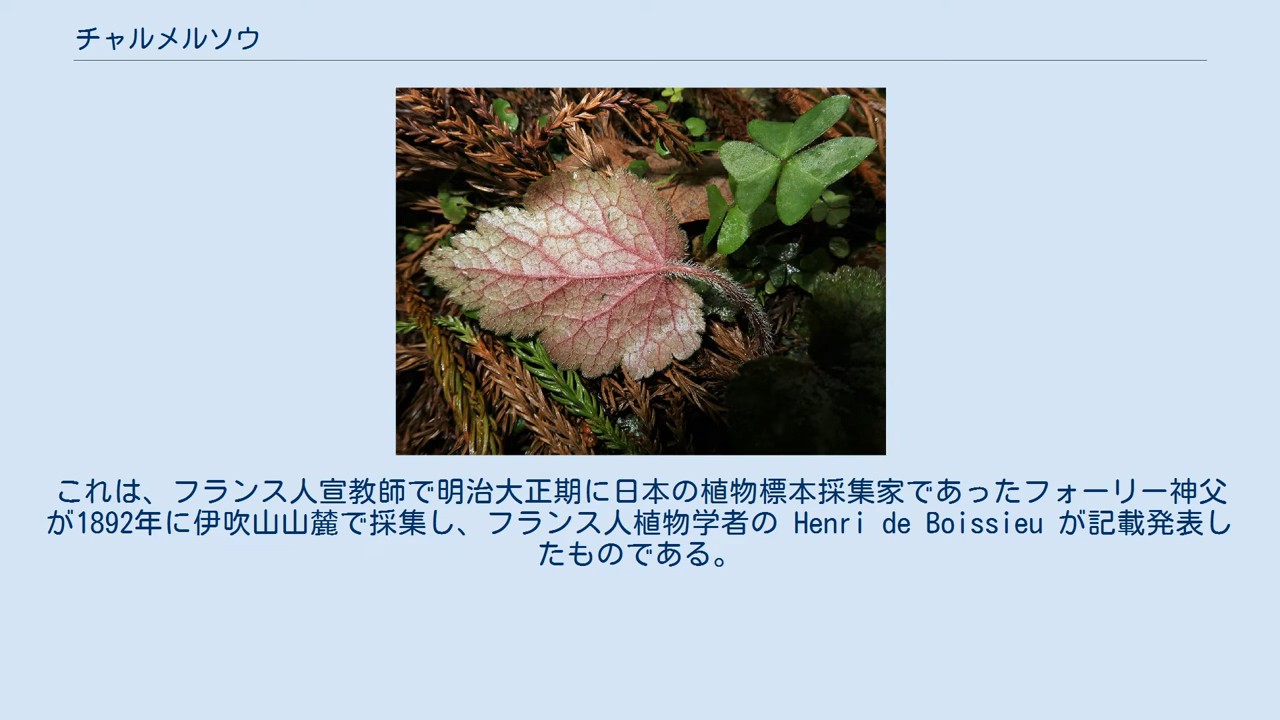 チャルメルソウ
これは、フランス人宣教師で明治大正期に日本の植物標本採集家であったフォーリー神父
が1892年に伊吹山山麓で採集し、フランス人植物学者の Henri de Boissieu が記載発表し
たものである。